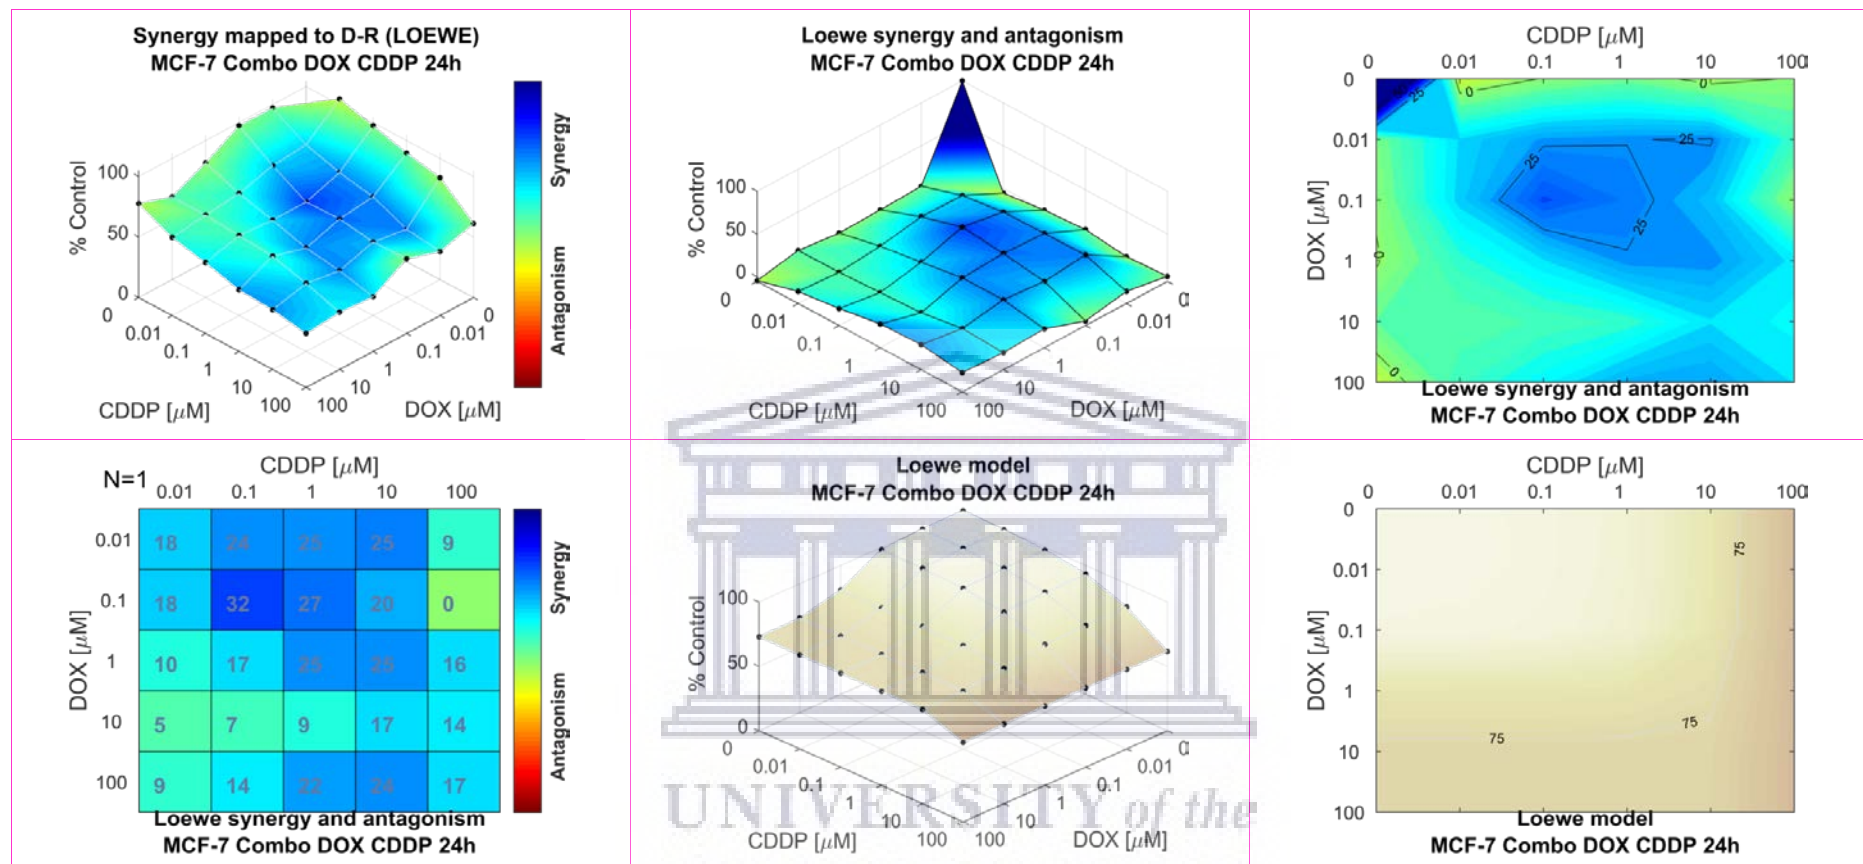 Synergy mapped to D-R (LOEWE)
MCF-7 Combo DOX CDDP 24h
% Control
100
50
0
0
0.01
0.1
1
10
100
CDDP [μM]
100
10
1
0.1
0.01
0
DOX [μM]
Synergy
Antagonism
Loewe synergy and antagonism
MCF-7 Combo DOX CDDP 24h
% Control
100
50
0
0
0.01
0.1
1
10
100
CDDP [μM]
100
10
1
0.1
0.01
0
DOX [μM]
CDDP [μM]
0 0.01 0.1 1 10 100
DOX [μM]
0
0.01
0.1
1
10
100
25
0
0
25
25
25
0
0
Loewe synergy and antagonism
MCF-7 Combo DOX CDDP 24h
N=1
CDDP [μM]
0.01 0.1 1 10 100
DOX [μM]
0.01 18 24 25 25 9
0.1 18 32 27 20 0
1 10 17 25 25 16
10 5 7 9 17 14
100 9 14 22 24 17
Synergy
Antagonism
Loewe synergy and antagonism
MCF-7 Combo DOX CDDP 24h
Loewe model
MCF-7 Combo DOX CDDP 24h
% Control
100
50
0
0
0.01
0.1
1
10
100
CDDP [μM]
100
10
1
0.1
0.01
0
DOX [μM]
UNIVERSITY of the
CDDP [μM]
0 0.01 0.1 1 10 100
DOX [μM]
0
0.01
0.1
1
10
100
75
75
75
Loewe model
MCF-7 Combo DOX CDDP 24h